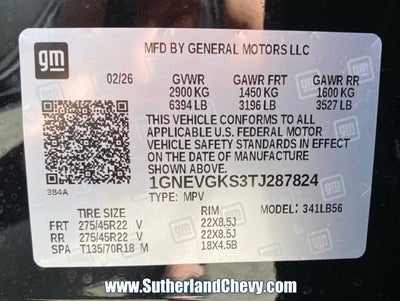 gm
MFD BY GENERAL MOTORS LLC
02/26 GVWR GAWR FRT GAWR RR
2900 KG 1450 KG 1600 KG
6394 LB 3196 LB 3527 LB
THIS VEHICLE CONFORMS TO ALL
APPLICABLE U.S. FEDERAL MOTOR
VEHICLE SAFETY STANDARDS IN EFFECT
ON THE DATE OF MANUFACTURE
SHOWN ABOVE.
384A
1GNEVGKS3TJ287824
TYPE: MPV
TIRE SIZE RIM MODEL: 341LB56
FRT 275/45R22 V 22X8.5J
RR 275/45R22 V 22X8.5J
SPA T135/70R18 M 18X4.5B
www.SutherlandChevy.com